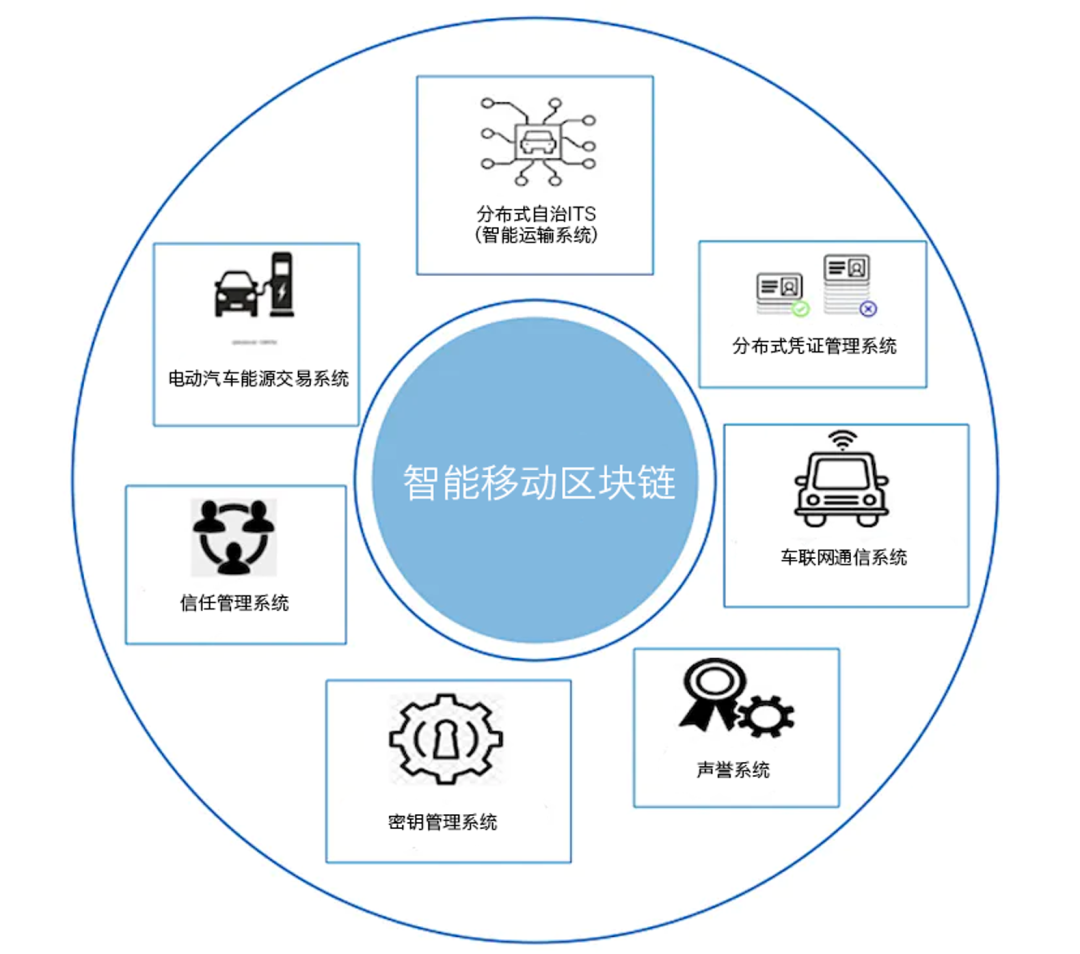 分布式自治ITS
(智能运输系统)
分布式凭证管理系统
电动汽车能源交易系统
智能移动区块链
车联网通信系统
信任管理系统
声誉系统
密钥管理系统